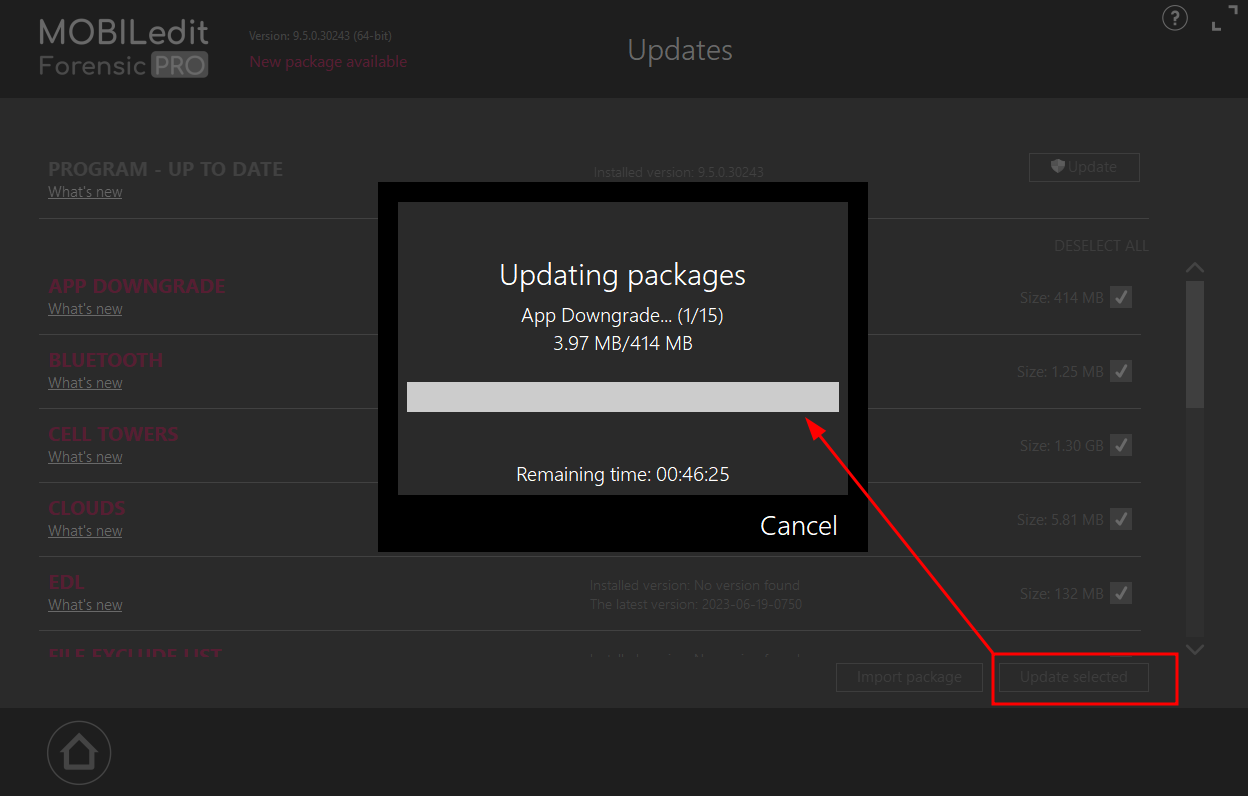 MOBILedit
Forensic PRO
Version: 9.5.0.30243 (64-bit)
New package available
Updates
?
PROGRAM - UP TO DATE
What's new
Installed version: 9.5.0.30243
Update
DESELECT ALL
APP DOWNGRADE
What's new
Size: 414 MB
BLUETOOTH
What's new
Size: 1.25 MB
CELL TOWERS
What's new
Size: 1.30 GB
CLOUDS
What's new
Size: 5.81 MB
EDL
What's new
Installed version: No version found
The latest version: 2023-06-19-0750
Size: 132 MB
FILE EXCLUDE LIST
Updating packages
App Downgrade... (1/15)
3.97 MB/414 MB
Remaining time: 00:46:25
Cancel
Import package
Update selected